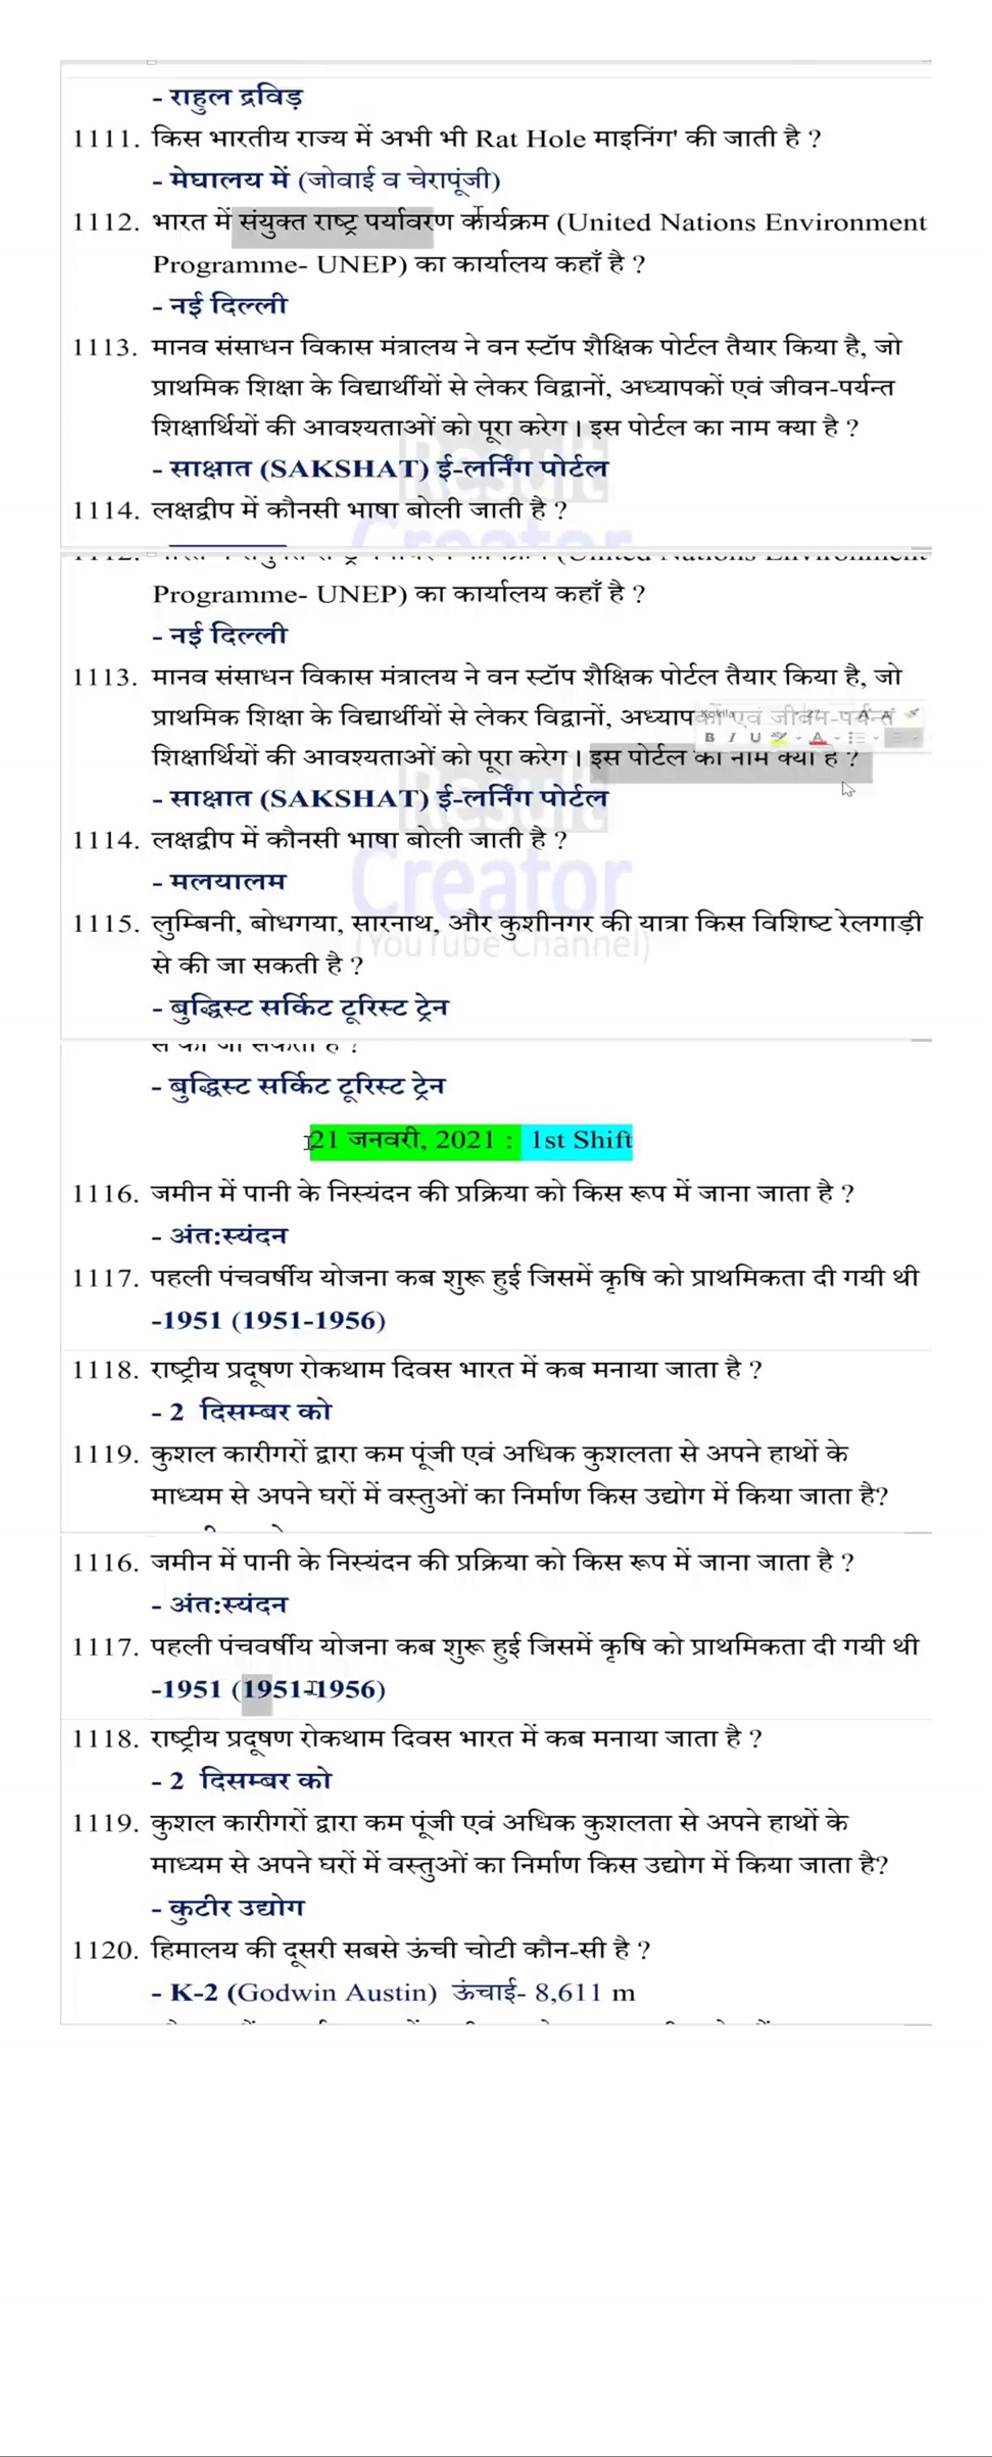 - राहुल द्रविड़
1111. किस भारतीय राज्य में अभी भी Rat Hole माइनिंग' की जाती है ?
- मेघालय में (जोवाई व चेरापूंजी)
1112. भारत में संयुक्त राष्ट्र पर्यावरण कार्यक्रम (United Nations Environment
Programme- UNEP) का कार्यालय कहाँ है ?
- नई दिल्ली
1113. मानव संसाधन विकास मंत्रालय ने वन स्टॉप शैक्षिक पोर्टल तैयार किया है, जो
प्राथमिक शिक्षा के विद्यार्थीयों से लेकर विद्वानों, अध्यापकों एवं जीवन-पर्यन्त
शिक्षार्थियों की आवश्यताओं को पूरा करेग। इस पोर्टल का नाम क्या है ?
- साक्षात (SAKSHAT) ई-लर्निंग पोर्टल
Result
1114. लक्षद्वीप में कौनसी भाषा बोली जाती है ?
Programme- UNEP) का कार्यालय कहाँ है ?
- नई दिल्ली
1113. मानव संसाधन विकास मंत्रालय ने वन स्टॉप शैक्षिक पोर्टल तैयार किया है, जो
प्राथमिक शिक्षा के विद्यार्थीयों से लेकर विद्वानों, अध्यापकों एवं जीवन-पर्यन्त
B I U A
शिक्षार्थियों की आवश्यताओं को पूरा करेग। इस पोर्टल का नाम क्या है ?
- साक्षात (SAKSHAT) ई-लर्निंग पोर्टल
1114. लक्षद्वीप में कौनसी भाषा बोली जाती है ?
- मलयालम
Creator
1115. लुम्बिनी, बोधगया, सारनाथ, और कुशीनगर की यात्रा किस विशिष्ट रेलगाड़ी
(YouTube Channel)
से की जा सकती है ?
- बुद्धिस्ट सर्किट टूरिस्ट ट्रेन
से की जा सकती है ?
- बुद्धिस्ट सर्किट टूरिस्ट ट्रेन
21 जनवरी, 2021 : 1st Shift
1116. जमीन में पानी के निस्यंदन की प्रक्रिया को किस रूप में जाना जाता है ?
- अंत:स्यंदन
1117. पहली पंचवर्षीय योजना कब शुरू हुई जिसमें कृषि को प्राथमिकता दी गयी थी
-1951 (1951-1956)
1118. राष्ट्रीय प्रदूषण रोकथाम दिवस भारत में कब मनाया जाता है ?
- 2 दिसम्बर को
1119. कुशल कारीगरों द्वारा कम पूंजी एवं अधिक कुशलता से अपने हाथों के
माध्यम से अपने घरों में वस्तुओं का निर्माण किस उद्योग में किया जाता है?
1116. जमीन में पानी के निस्यंदन की प्रक्रिया को किस रूप में जाना जाता है ?
- अंत:स्यंदन
1117. पहली पंचवर्षीय योजना कब शुरू हुई जिसमें कृषि को प्राथमिकता दी गयी थी
-1951 (1951-1956)
1118. राष्ट्रीय प्रदूषण रोकथाम दिवस भारत में कब मनाया जाता है ?
- 2 दिसम्बर को
1119. कुशल कारीगरों द्वारा कम पूंजी एवं अधिक कुशलता से अपने हाथों के
माध्यम से अपने घरों में वस्तुओं का निर्माण किस उद्योग में किया जाता है?
- कुटीर उद्योग
1120. हिमालय की दूसरी सबसे ऊंची चोटी कौन-सी है ?
- K-2 (Godwin Austin) ऊंचाई- 8,611 m